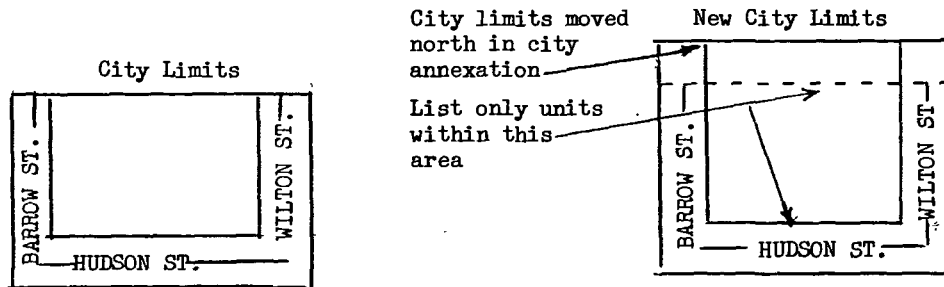 City Limits
BARROW ST.
WILTON ST.
HUDSON ST.
City limits moved
north in city
annexation
List only units
within this
area
New City Limits
BARROW ST.
WILTON ST
HUDSON ST.